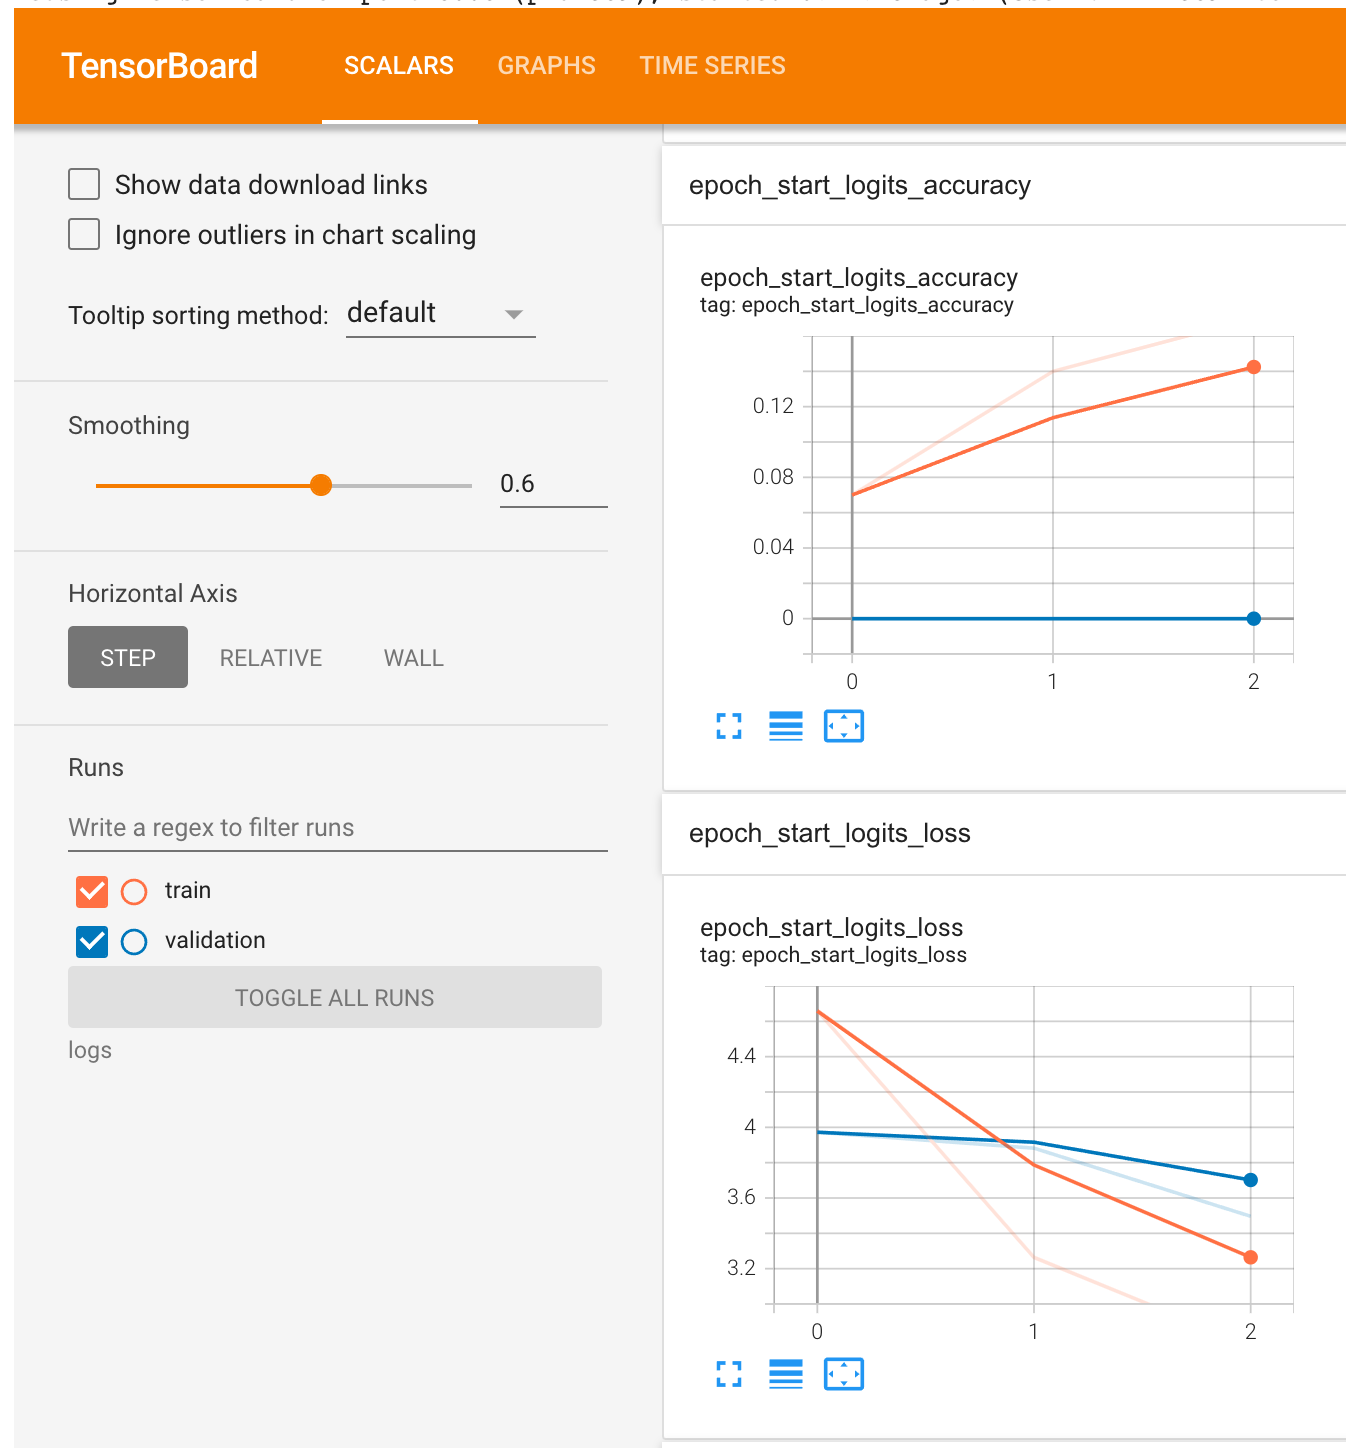 TensorBoard
SCALARS
GRAPHS
TIME SERIES
Show data download links
Ignore outliers in chart scaling
Tooltip sorting method:
default
Smoothing
0.6
Horizontal Axis
STEP
RELATIVE
WALL
Runs
Write a regex to filter runs
train
validation
TOGGLE ALL RUNS
logs
epoch_start_logits_accuracy
epoch_start_logits_accuracy
tag: epoch_start_logits_accuracy
0.12
0.08
0.04
0
0
1
2
epoch_start_logits_loss
epoch_start_logits_loss
tag: epoch_start_logits_loss
4.4
4
3.6
3.2
0
1
2